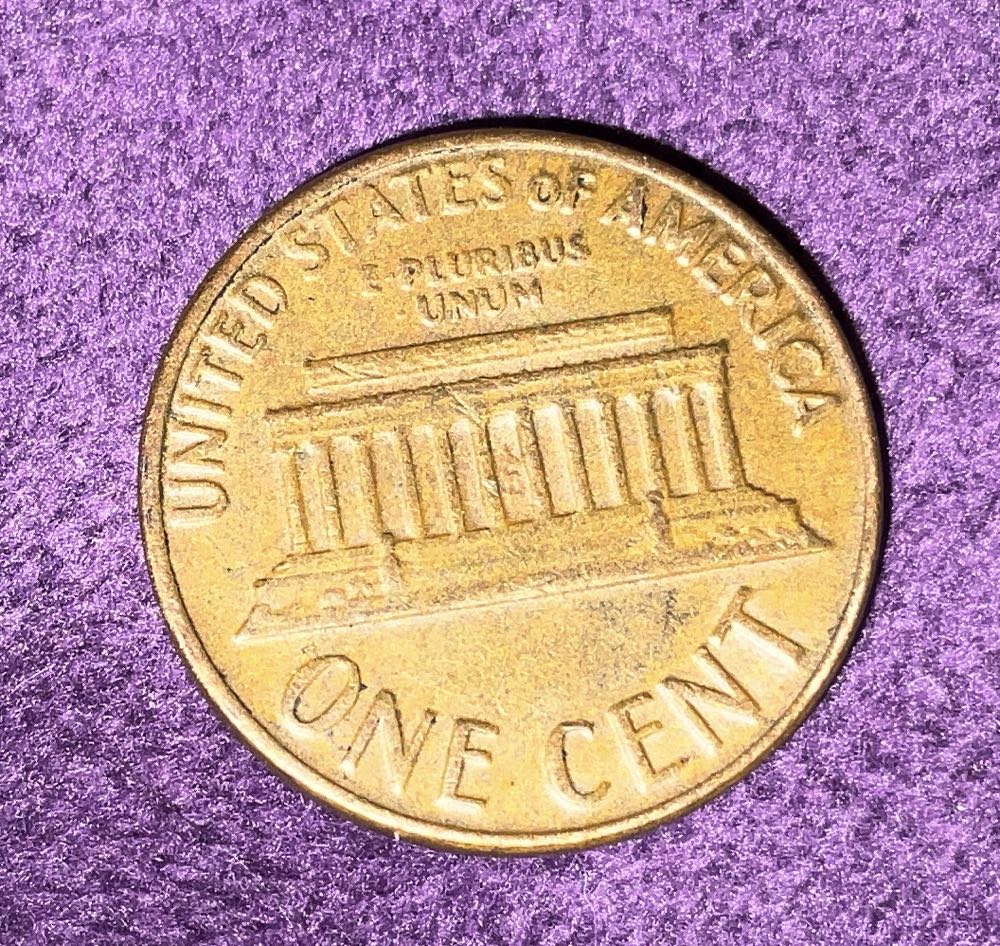 UNITED STATES OF AMERICA
E·PLURIBUS
UNUM
ONE CENT